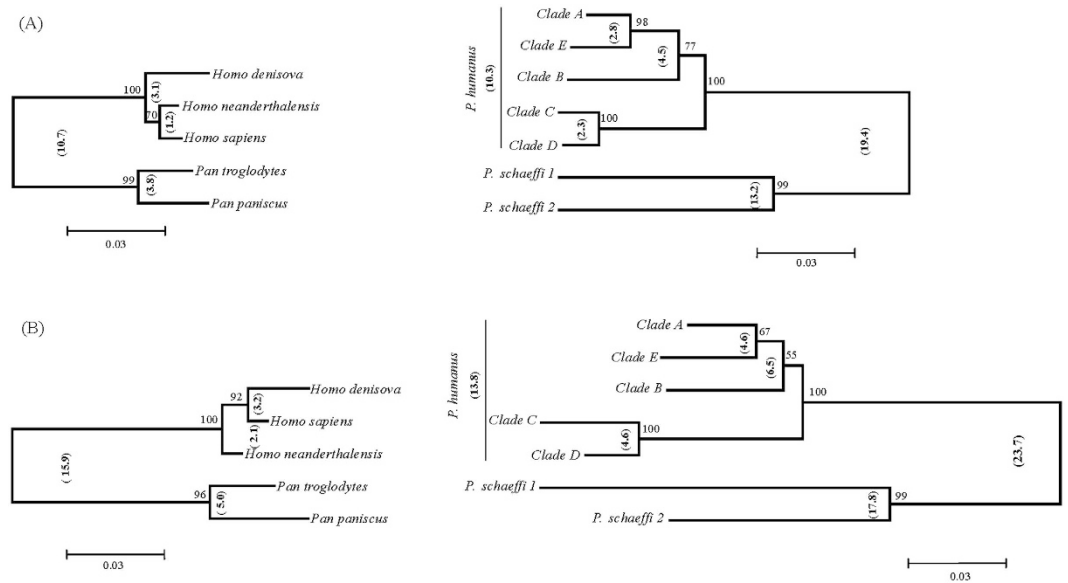 (A)
Homo denisova
100
(3.1)
Homo neanderthalensis
70
(1.2)
Homo sapiens
(10.7)
Pan troglodytes
99
(3.8)
Pan paniscus
0.03
P. humanus
(10.3)
Clade A
98
(2.8)
Clade E
77
(4.5)
Clade B
100
Clade C
100
(2.3)
Clade D
(19.4)
P. schaeffi 1
99
(13.2)
P. schaeffi 2
0.03
(B)
Homo denisova
92
(3.2)
100
Homo sapiens
(2.1)
Homo neanderthalensis
(15.9)
Pan troglodytes
96
(5.0)
Pan paniscus
0.03
P. humanus
(13.8)
Clade A
67
(4.6)
Clade E
55
(6.5)
Clade B
100
Clade C
100
(4.6)
Clade D
(23.7)
P. schaeffi 1
99
(17.8)
P. schaeffi 2
0.03